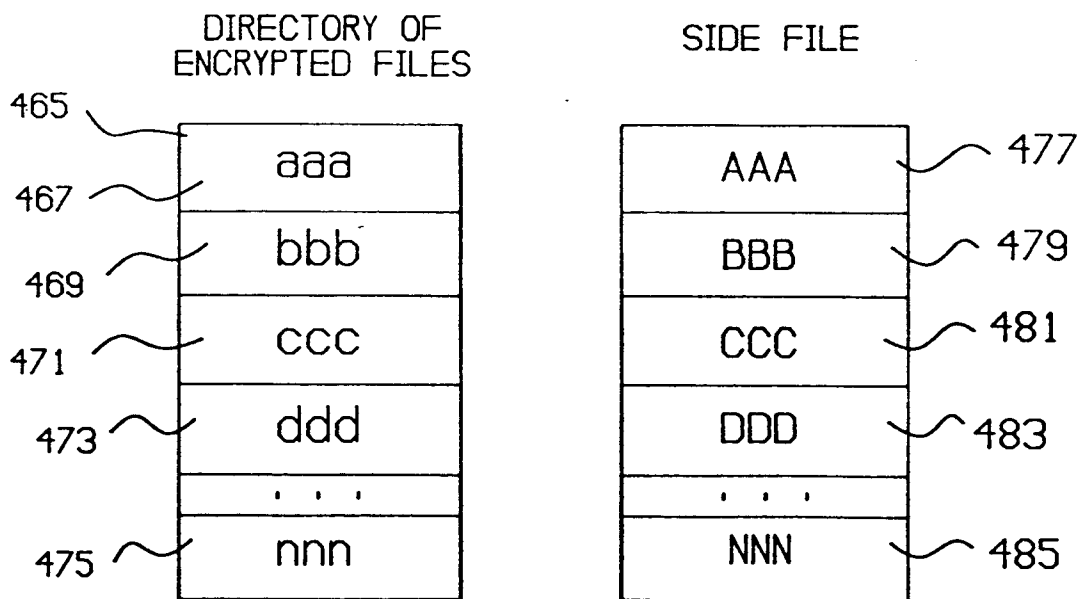 DIRECTORY OF
ENCRYPTED FILES
465
467
aaa
469
bbb
471
ccc
473
ddd
. . .
475
nnn
SIDE FILE
AAA
477
BBB
479
CCC
481
DDD
483
. . .
NNN
485